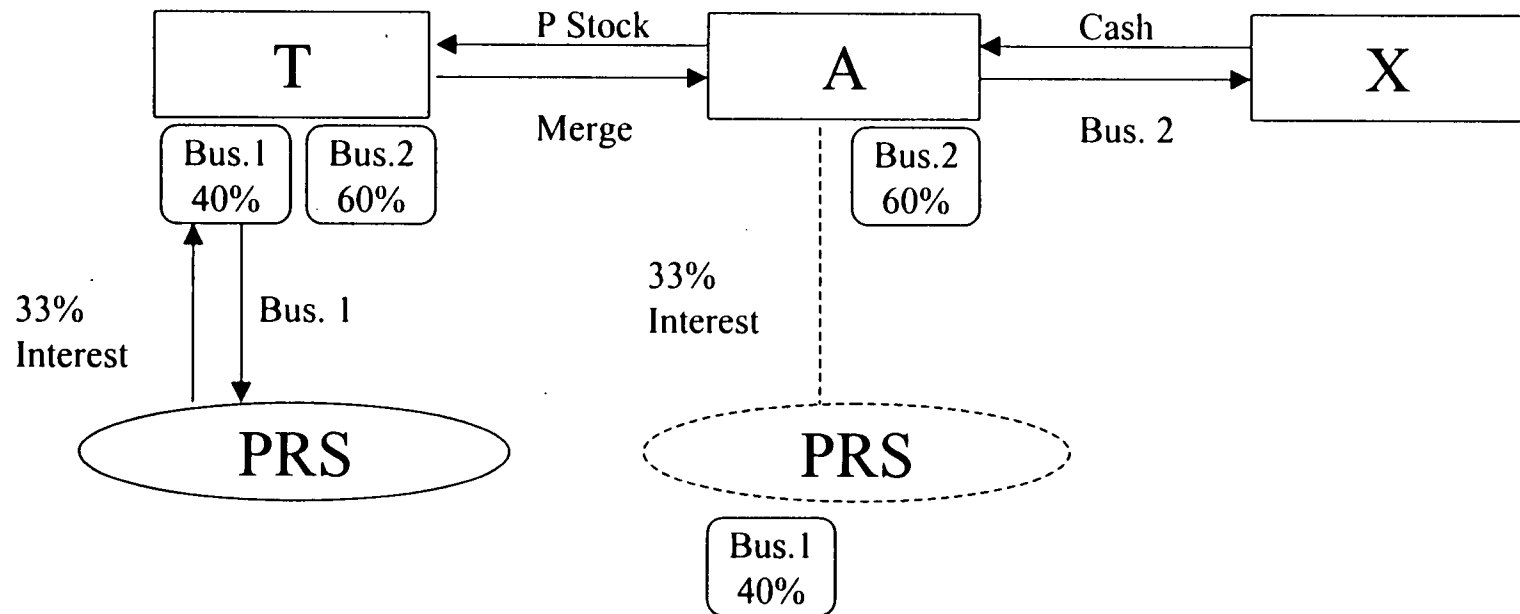 P Stock
Cash
T
A
X
Merge
Bus. 2
Bus.1
40%
Bus.2
60%
Bus.2
60%
33%
Interest
Bus. 1
33%
Interest
PRS
PRS
Bus.1
40%